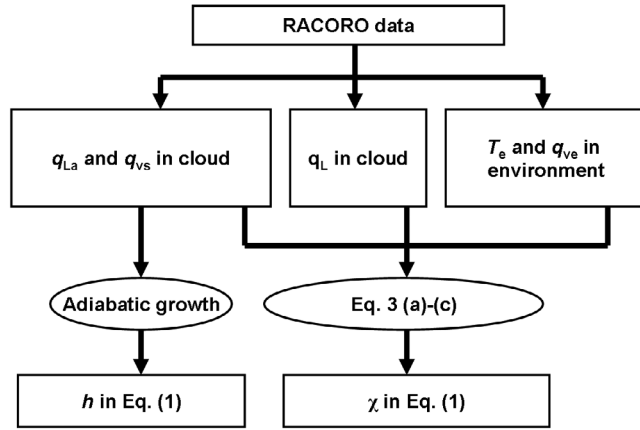 RACORO data
qLa and qvs in cloud
qL in cloud
Te and qve in
environment
Adiabatic growth
Eq. 3 (a)-(c)
h in Eq. (1)
χ in Eq. (1)